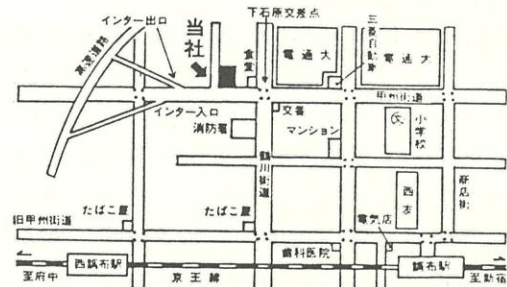 インター出口
高速道路
当社
食堂
下石原交差点
電通大
三菱自動車
電通大
甲州街道
インター入口
消防署
交番
マンション
小学校
鶴川街道
西友
商店街
たばこ屋
たばこ屋
旧甲州街道
歯科医院
電気店
西調布駅
京王線
調布駅
至府中
至新宿